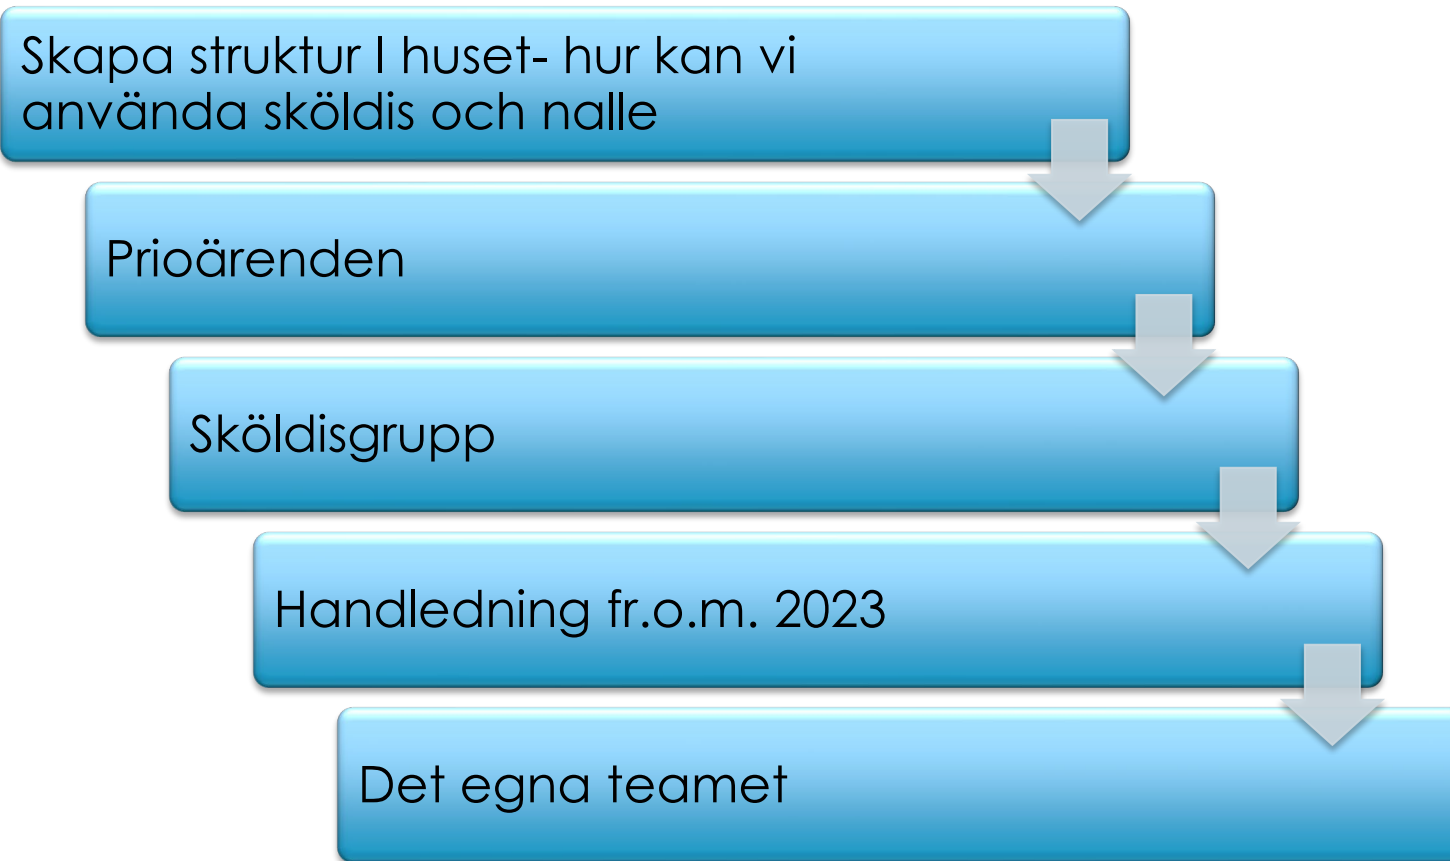 Skapa struktur I huset- hur kan vi
använda sköldis och nalle
Prioärenden
Sköldisgrupp
Handledning fr.o.m. 2023
Det egna teamet